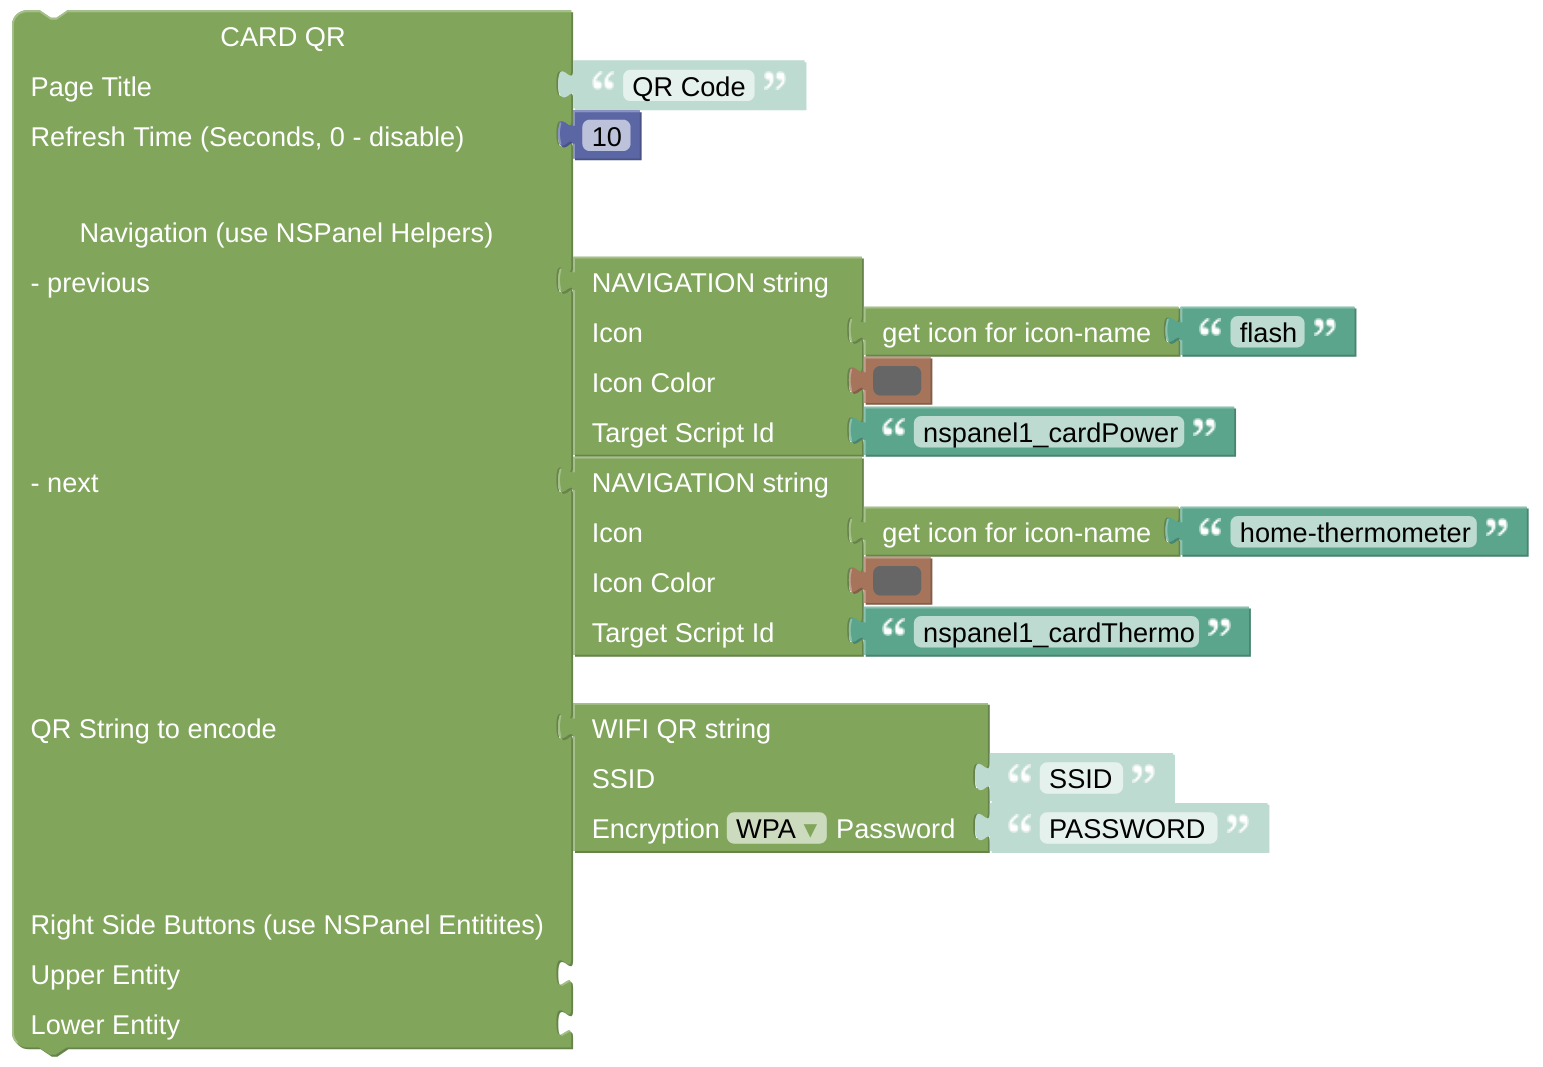 CARD QR
Page Title “ QR Code ”
Refresh Time (Seconds, 0 - disable) 10
Navigation (use NSPanel Helpers)
- previous NAVIGATION string
Icon get icon for icon-name “ flash ”
Icon Color
Target Script Id “ nspanel1_cardPower ”
- next NAVIGATION string
Icon get icon for icon-name “ home-thermometer ”
Icon Color
Target Script Id “ nspanel1_cardThermo ”
QR String to encode WIFI QR string
SSID “ SSID ”
Encryption WPA ▾ Password “ PASSWORD ”
Right Side Buttons (use NSPanel Entitites)
Upper Entity
Lower Entity